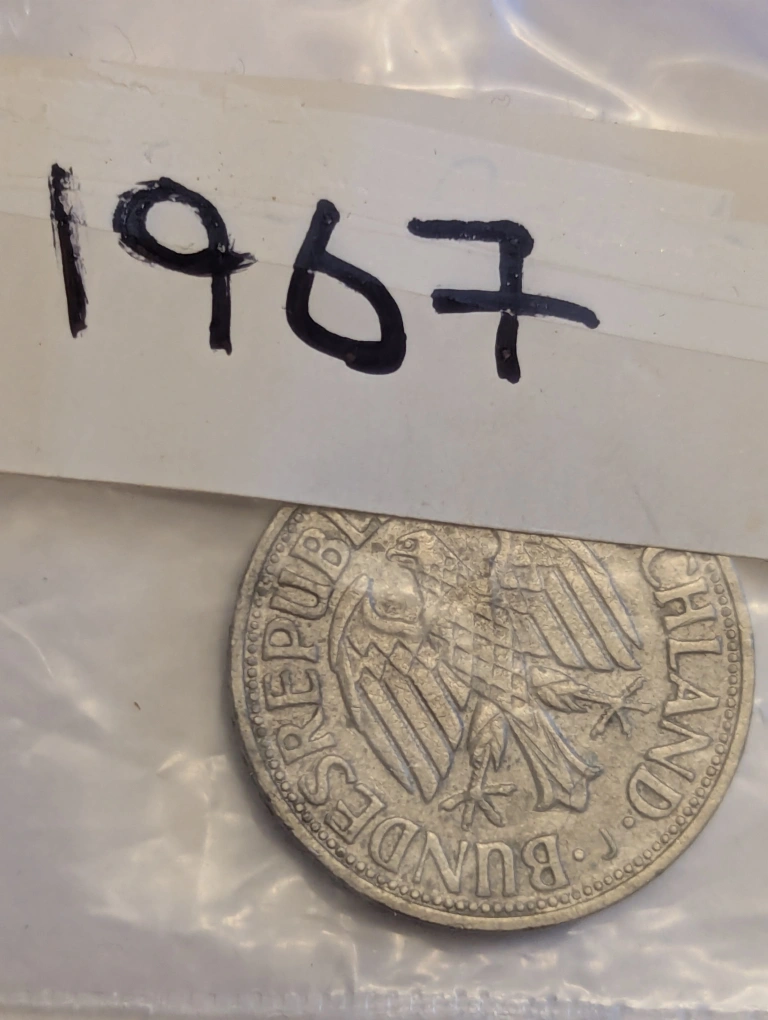 1967
BUNDESREPUBL
CHLAND
J